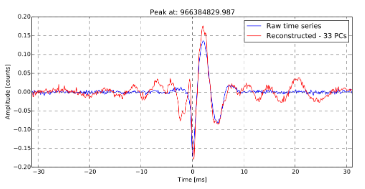 Peak at: 966384829.987
Raw time series
Reconstructed - 33 PCs
0.20
0.15
0.10
0.05
0.00
−0.05
−0.10
−0.15
−0.20
Amplitude [counts]
−30 −20 −10 0 10 20 30
Time [ms]